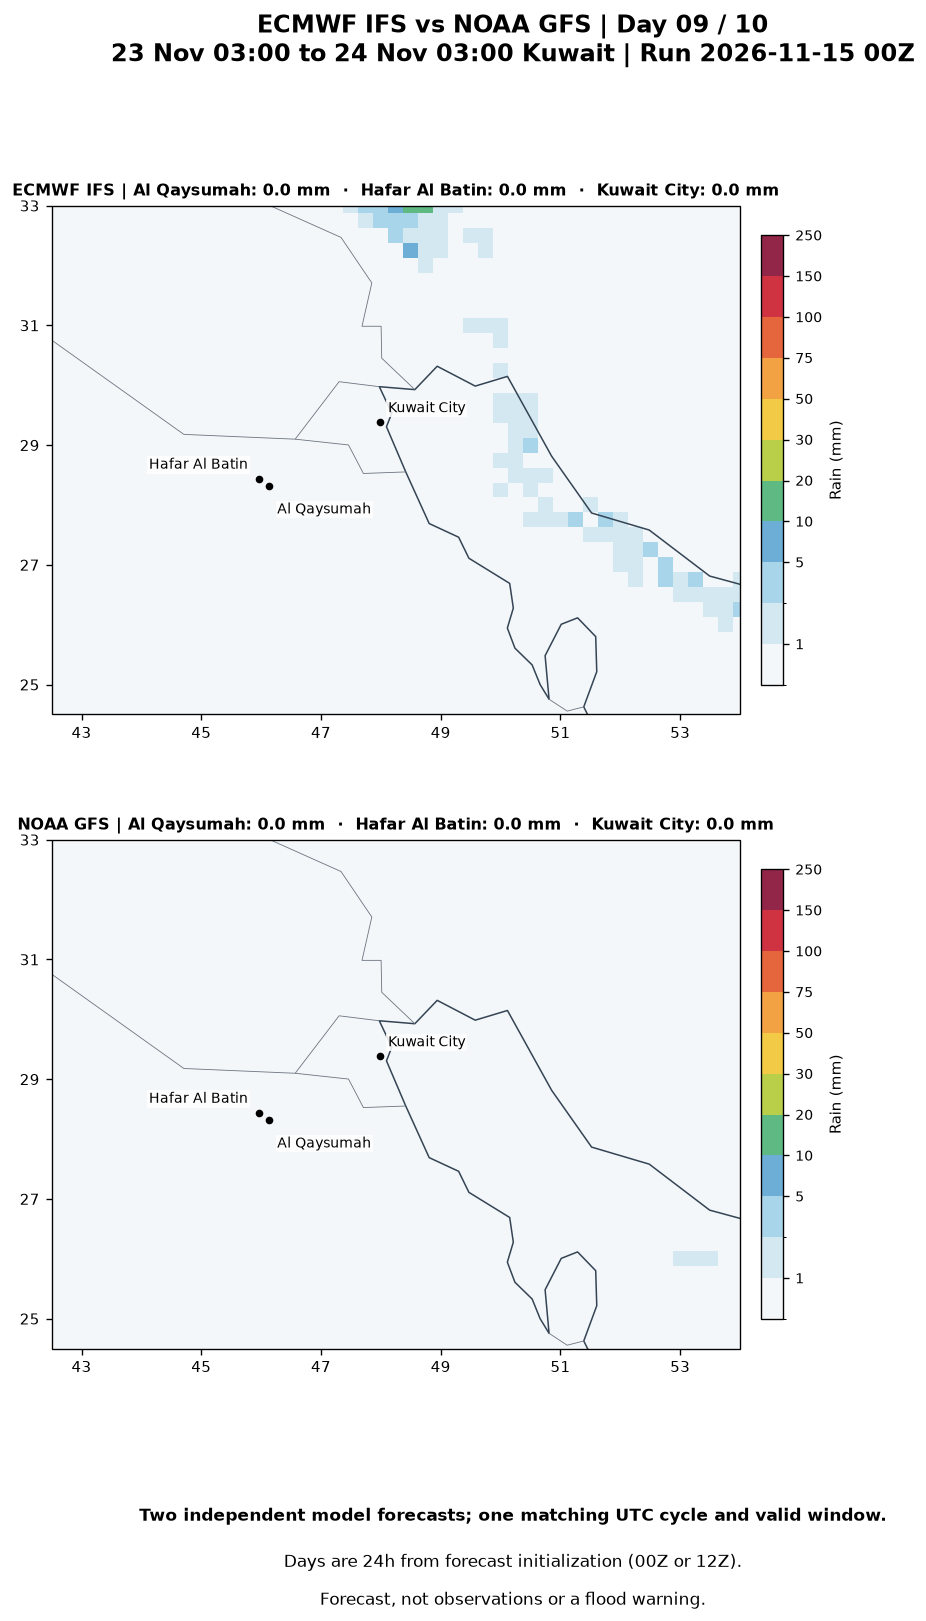 ECMWF IFS vs NOAA GFS | Day 09 / 10
23 Nov 03:00 to 24 Nov 03:00 Kuwait | Run 2026-11-15 00Z
ECMWF IFS | Al Qaysumah: 0.0 mm · Hafar Al Batin: 0.0 mm · Kuwait City: 0.0 mm
33
31
29
27
25
43
45
47
49
51
53
Kuwait City
Hafar Al Batin
Al Qaysumah
250
150
100
75
50
30
20
10
5
1
Rain (mm)
NOAA GFS | Al Qaysumah: 0.0 mm · Hafar Al Batin: 0.0 mm · Kuwait City: 0.0 mm
33
31
29
27
25
43
45
47
49
51
53
Kuwait City
Hafar Al Batin
Al Qaysumah
250
150
100
75
50
30
20
10
5
1
Rain (mm)
Two independent model forecasts; one matching UTC cycle and valid window.
Days are 24h from forecast initialization (00Z or 12Z).
Forecast, not observations or a flood warning.